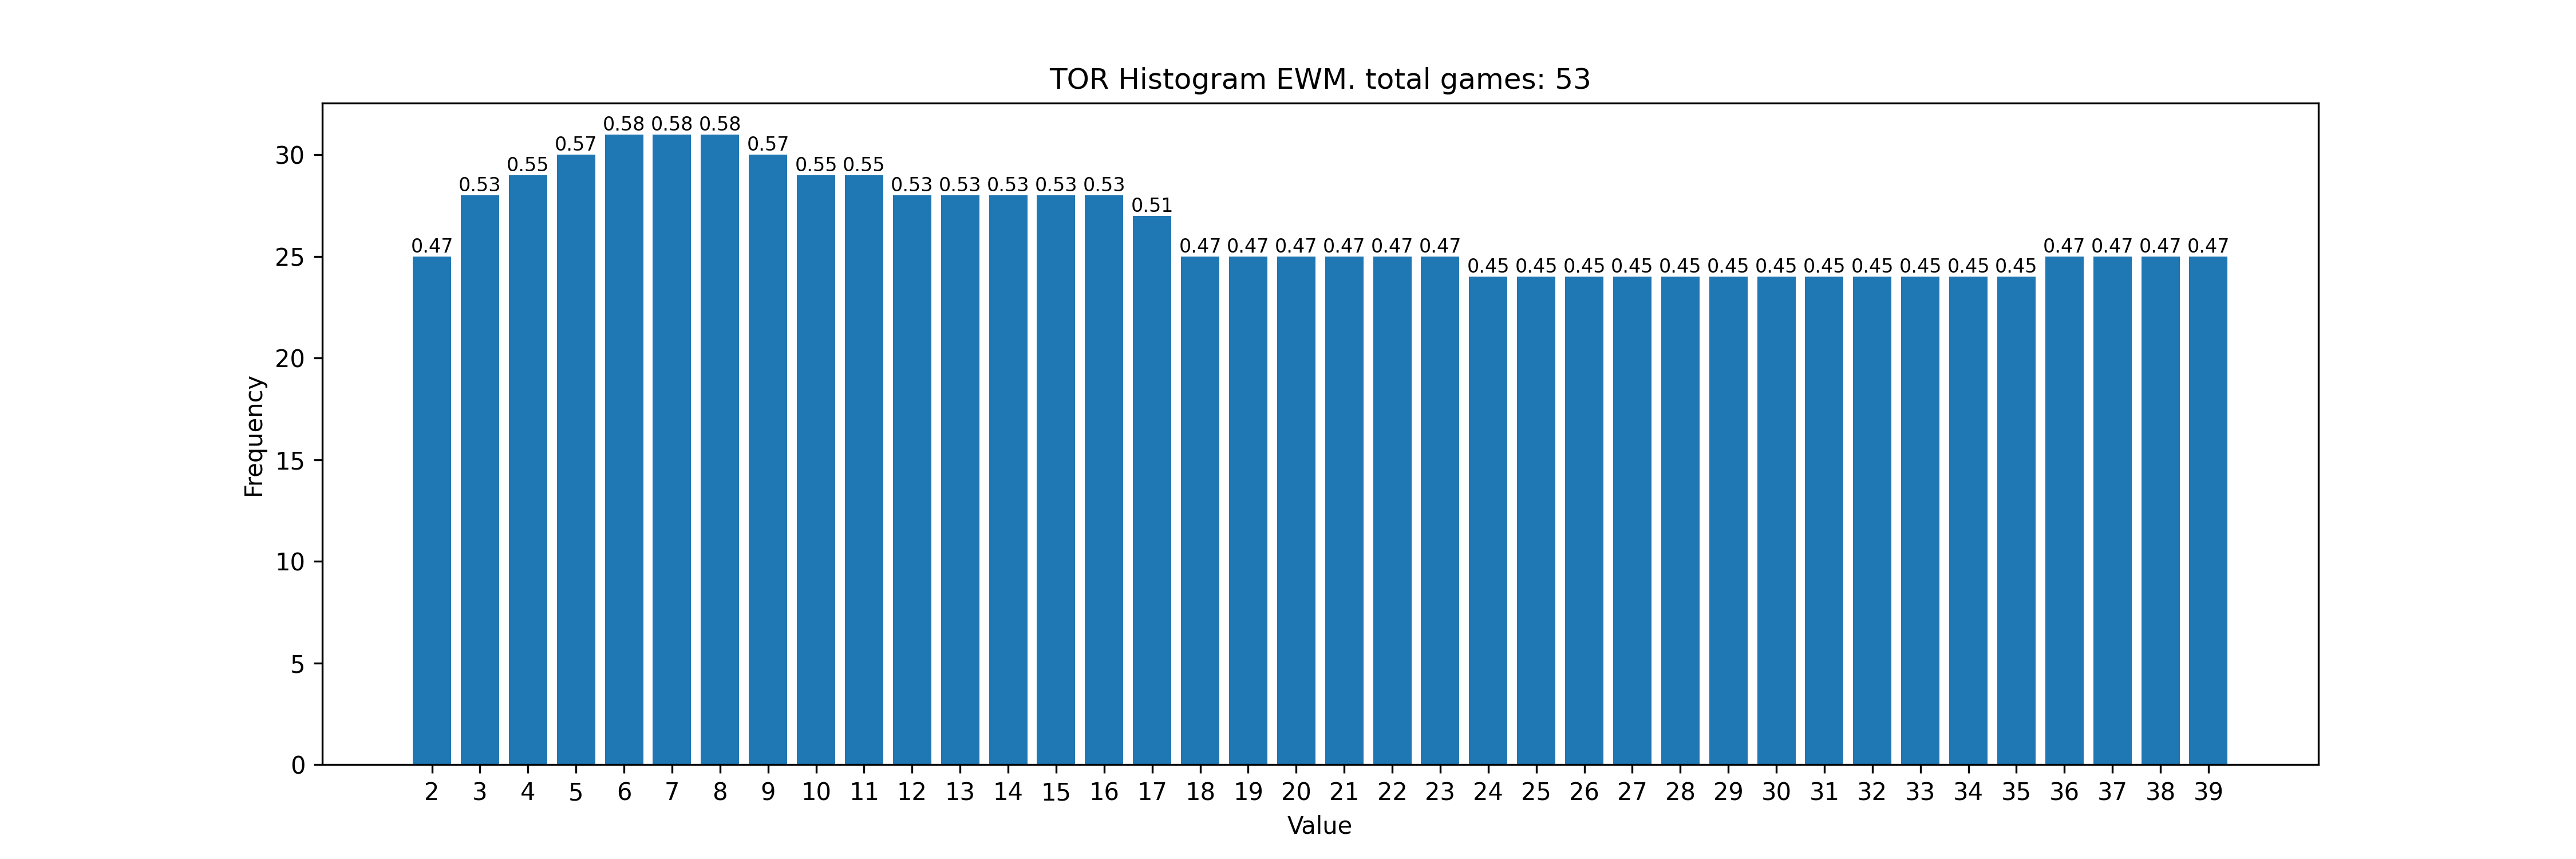 TOR Histogram EWM. total games: 53
0.47 0.53 0.55 0.57 0.58 0.58 0.58 0.57 0.55 0.55 0.53 0.53 0.53 0.53 0.53 0.51 0.47 0.47 0.47 0.47 0.47 0.47 0.45 0.45 0.45 0.45 0.45 0.45 0.45 0.45 0.45 0.45 0.45 0.45 0.47 0.47 0.47 0.47
Frequency
30
25
20
15
10
5
0
2 3 4 5 6 7 8 9 10 11 12 13 14 15 16 17 18 19 20 21 22 23 24 25 26 27 28 29 30 31 32 33 34 35 36 37 38 39
Value